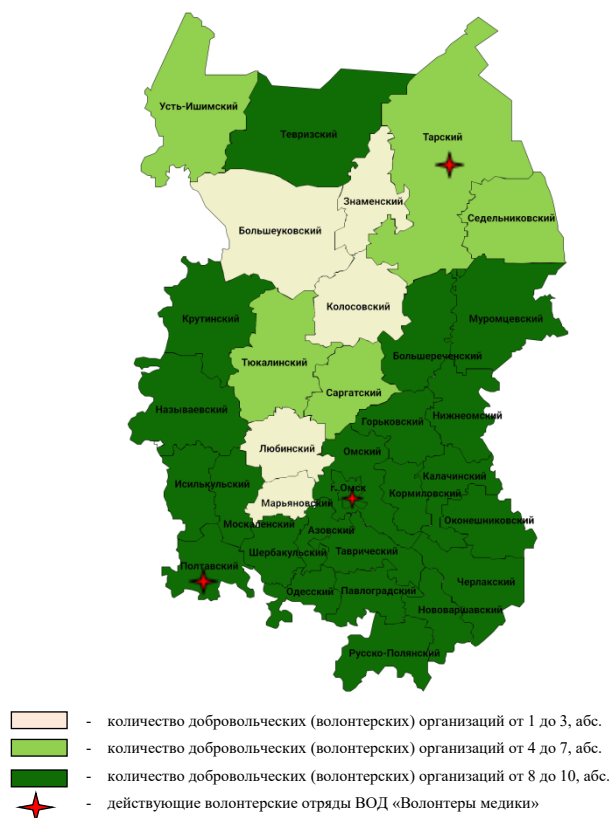 Усть-Ишимский
Тевризский
Тарский
Знаменский
Седельниковский
Большеуковский
Колосовский
Крутинский
Муромцевский
Большереченский
Тюкалинский
Саргатский
Называевский
Нижнеомский
Горьковский
Любинский
Омский
Калачинский
Исилькульский
г. Омск
Кормиловский
Марьяновский
Оконешниковский
Москаленский
Азовский
Шербакульский
Таврический
Полтавский
Черлакский
Одесский
Павлоградский
Нововаршавский
Русско-Полянский
- количество добровольческих (волонтерских) организаций от 1 до 3, абс.
- количество добровольческих (волонтерских) организаций от 4 до 7, абс.
- количество добровольческих (волонтерских) организаций от 8 до 10, абс.
- действующие волонтерские отряды ВОД «Волонтеры медики»